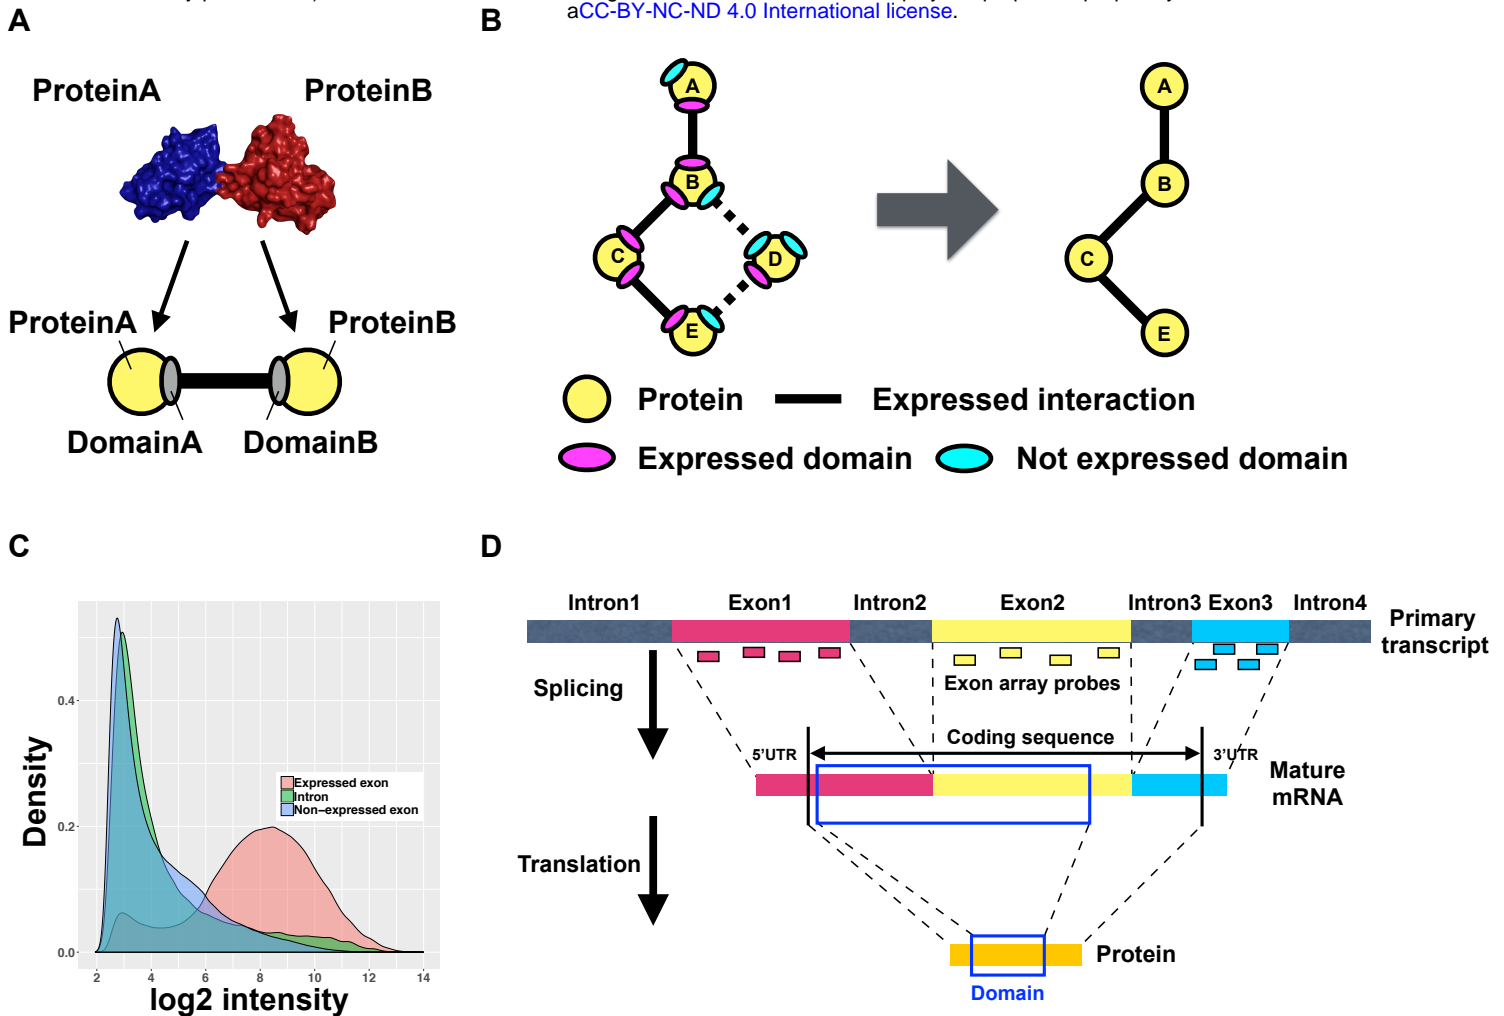 aCC-BY-NC-ND 4.0 International license.
A
ProteinA
ProteinB
ProteinA
ProteinB
DomainA
DomainB
B
A
B
C
D
E
A
B
C
E
Protein
Expressed interaction
Expressed domain
Not expressed domain
C
Density
0.4
0.2
0.0
2 4 6 8 10 12 14
log2 intensity
Expressed exon
Intron
Non−expressed exon
D
Intron1 Exon1 Intron2 Exon2 Intron3 Exon3 Intron4
Primary
transcript
Exon array probes
Splicing
Coding sequence
5'UTR
3'UTR
Mature
mRNA
Translation
Protein
Domain